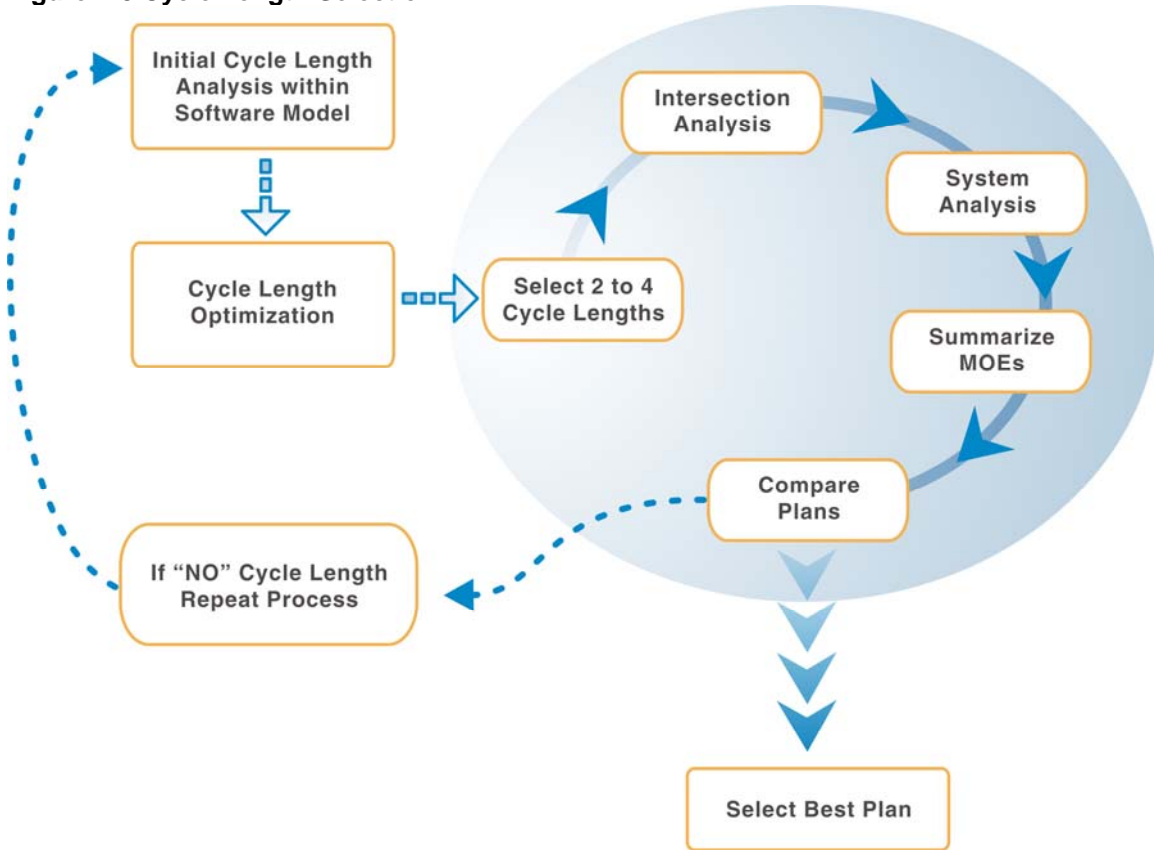 Initial Cycle Length
Analysis within
Software Model
Cycle Length
Optimization
Select 2 to 4
Cycle Lengths
Intersection
Analysis
System
Analysis
Summarize
MOEs
Compare
Plans
If “NO” Cycle Length
Repeat Process
Select Best Plan